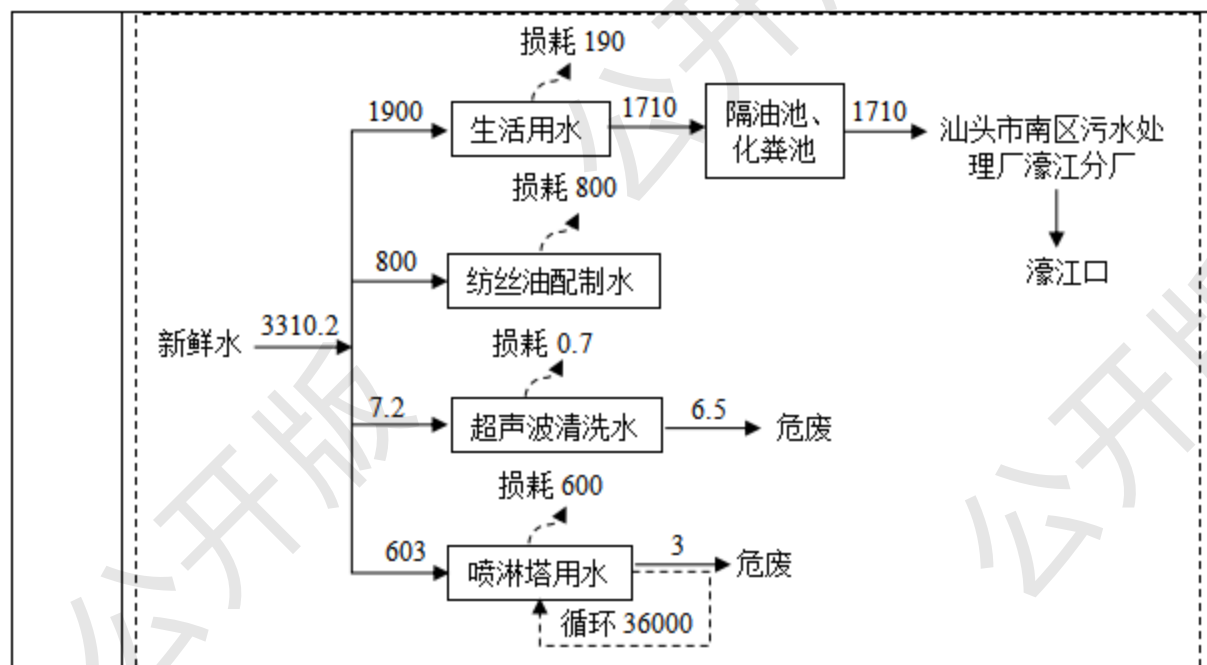 损耗 190
1900
生活用水
1710
隔油池、
化粪池
1710
汕头市南区污水处
理厂濠江分厂
濠江口
损耗 800
800
纺丝油配制水
新鲜水
3310.2
损耗 0.7
7.2
超声波清洗水
6.5
危废
损耗 600
603
喷淋塔用水
3
危废
循环 36000
公开版
公开版
公开版